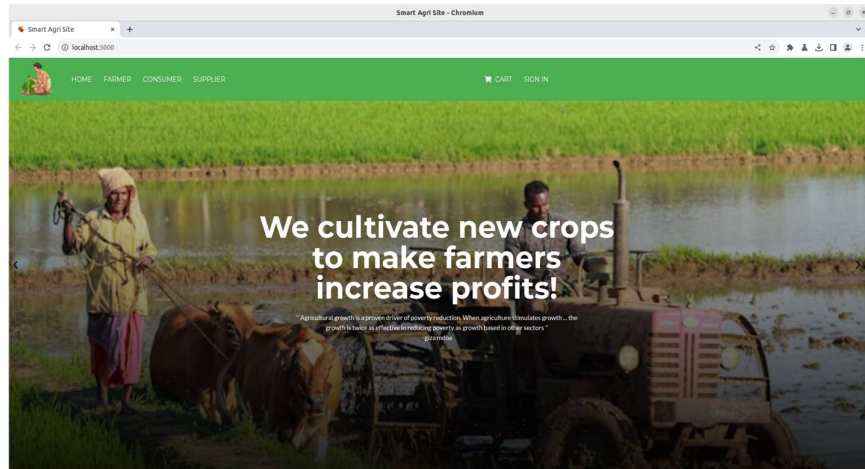 Smart Agri Site - Chromium
Smart Agri Site
localhost:3000
HOME FARMER CONSUMER SUPPLIER CART SIGN IN
We cultivate new crops
to make farmers
increase profits!
" Agricultural growth is a proven driver of poverty reduction. When agriculture stimulates growth ... the
growth is twice as effective in reducing poverty as growth based in other sectors "
- giza mdoe